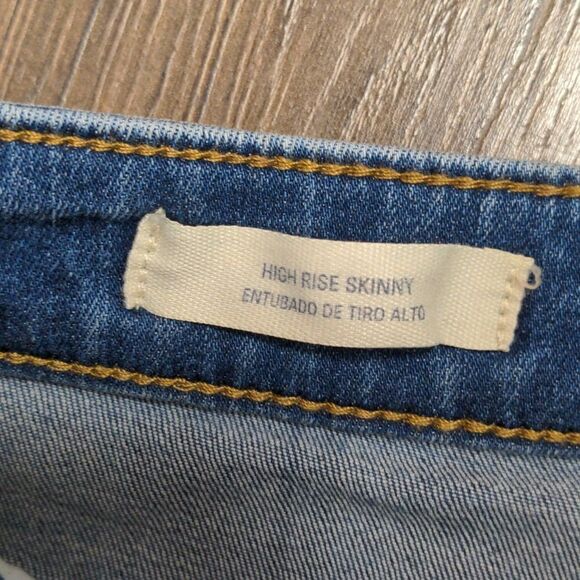 HIGH RISE SKINNY
ENTUBADO DE TIRO ALTO